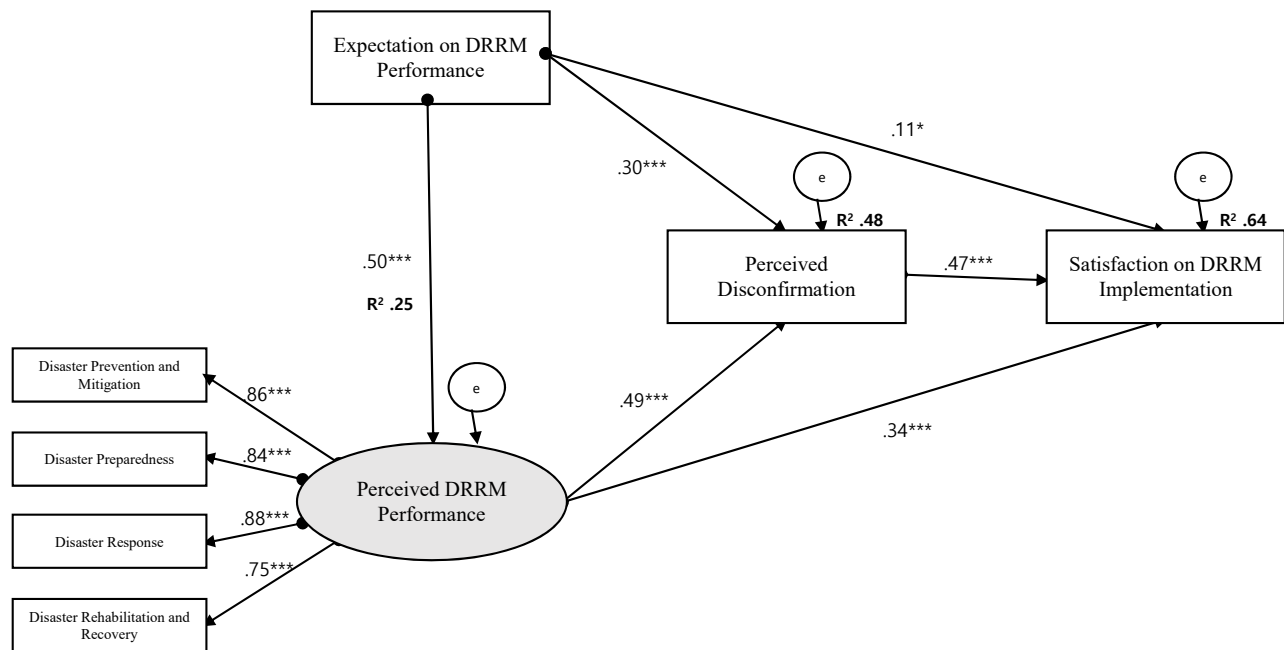 Expectation on DRRM
Performance
.11*
.30***
e
e
R² .48
R² .64
Perceived
Disconfirmation
.47***
Satisfaction on DRRM
Implementation
.50***
R² .25
Disaster Prevention and
Mitigation
.86***
e
.49***
.34***
Disaster Preparedness
.84***
Perceived DRRM
Performance
Disaster Response
.88***
.75***
Disaster Rehabilitation and
Recovery